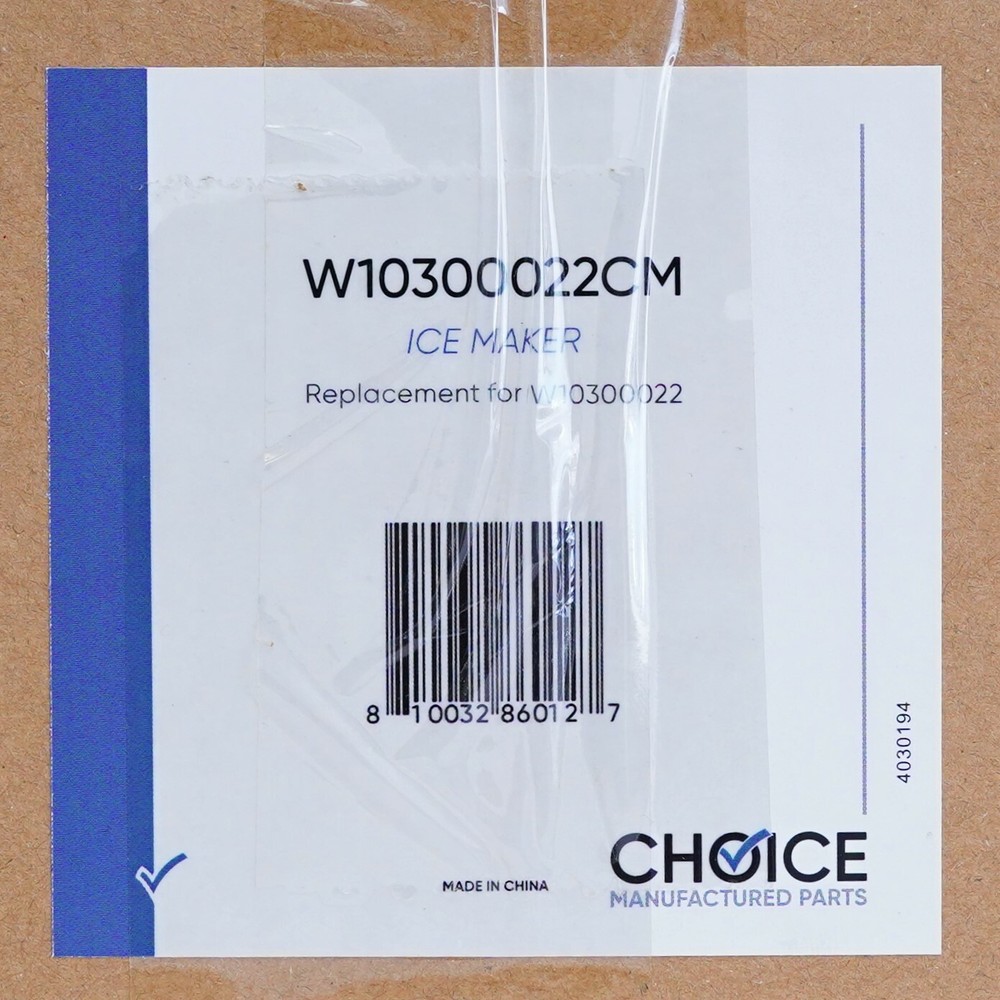 W10300022CM
ICE MAKER
Replacement for W10300022
8 10032 86012 7
4030194
MADE IN CHINA
CHOICE
MANUFACTURED PARTS